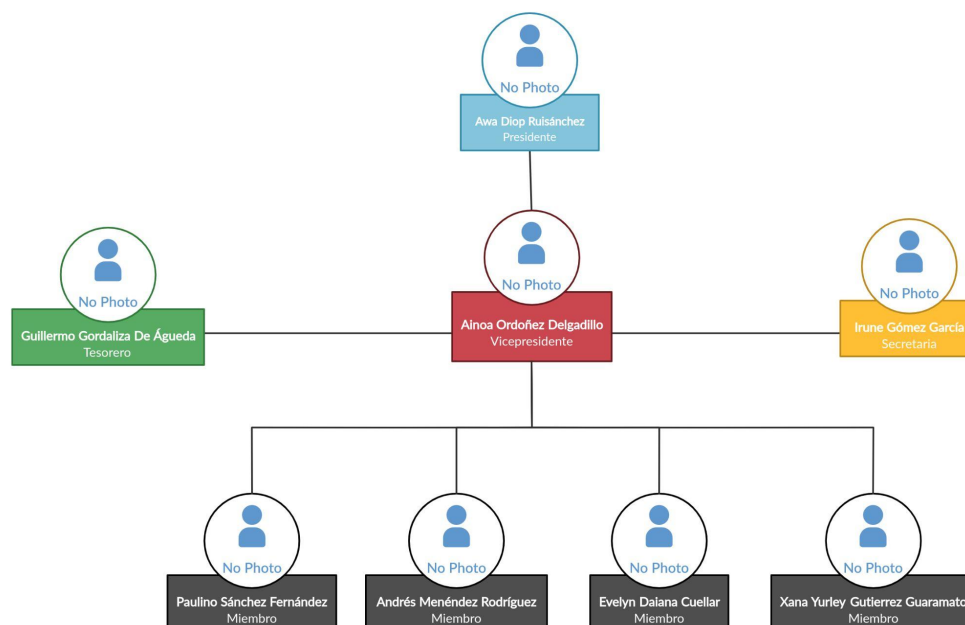 No Photo
Awa Diop Ruisánchez
Presidente
No Photo
Guillermo Gordaliza De Águeda
Tesorero
No Photo
Ainoa Ordoñez Delgadillo
Vicepresidente
No Photo
Irune Gómez García
Secretaria
No Photo
Paulino Sánchez Fernández
Miembro
No Photo
Andrés Menéndez Rodríguez
Miembro
No Photo
Evelyn Daiana Cuellar
Miembro
No Photo
Xana Yurley Gutierrez Guaramato
Miembro